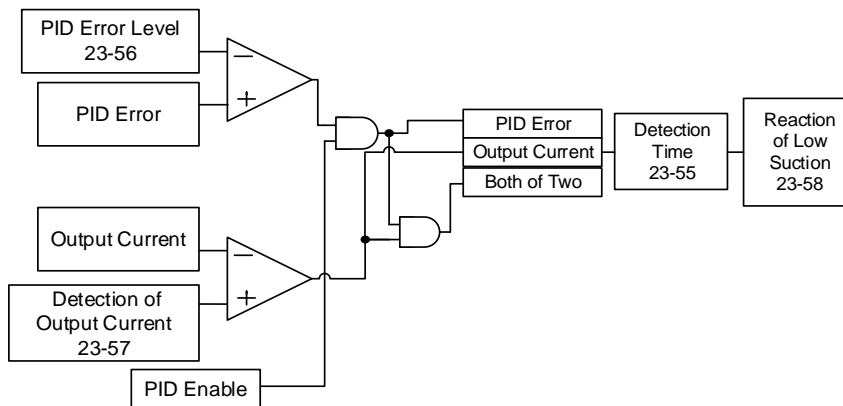 PID Error Level
23-56
PID Error
−
+
PID Error
Output Current
Both of Two
Detection
Time
23-55
Reaction
of Low
Suction
23-58
Output Current
Detection of
Output Current
23-57
−
+
PID Enable